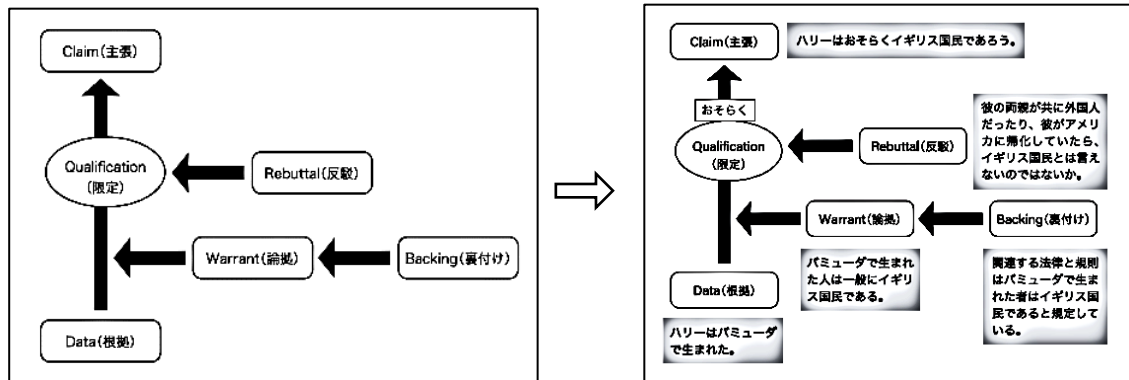 Claim(主張)
Qualification
(限定)
Rebuttal(反駁)
Warrant(論拠)
Backing(裏付け)
Data(根拠)
Claim(主張)
ハリーはおそらくイギリス国民であろう。
おそらく
Qualification
(限定)
Rebuttal(反駁)
彼の両親が共に外国人
だったり、彼がアメリ
カに帰化していたら、
イギリス国民とは言え
ないのではないか。
Warrant(論拠)
Backing(裏付け)
バミューダで生まれ
た人は一般にイギリ
ス国民である。
関連する法律と規則
はバミューダで生ま
れた者はイギリス国
民であると規定して
いる。
Data(根拠)
ハリーはバミューダ
で生まれた。